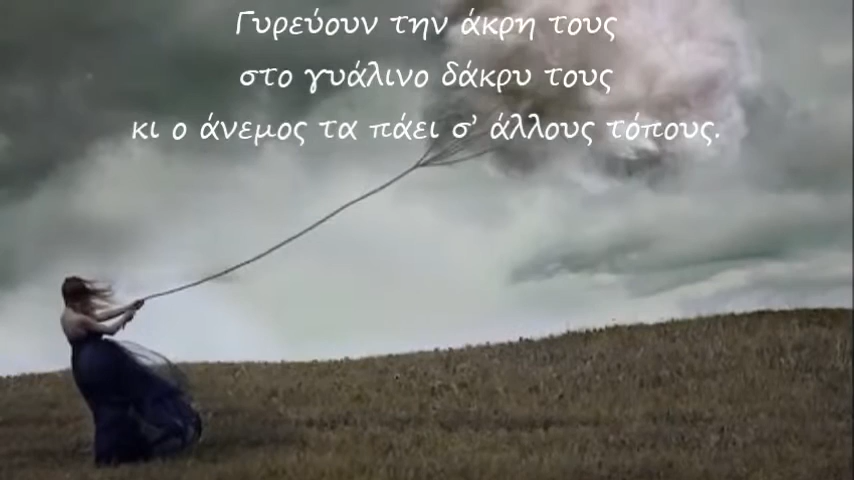 Γυρεύουν την άκρη τους
στο γυάλινο δάκρυ τους
κι ο άνεμος τα πάει σ' άλλους τόπους.